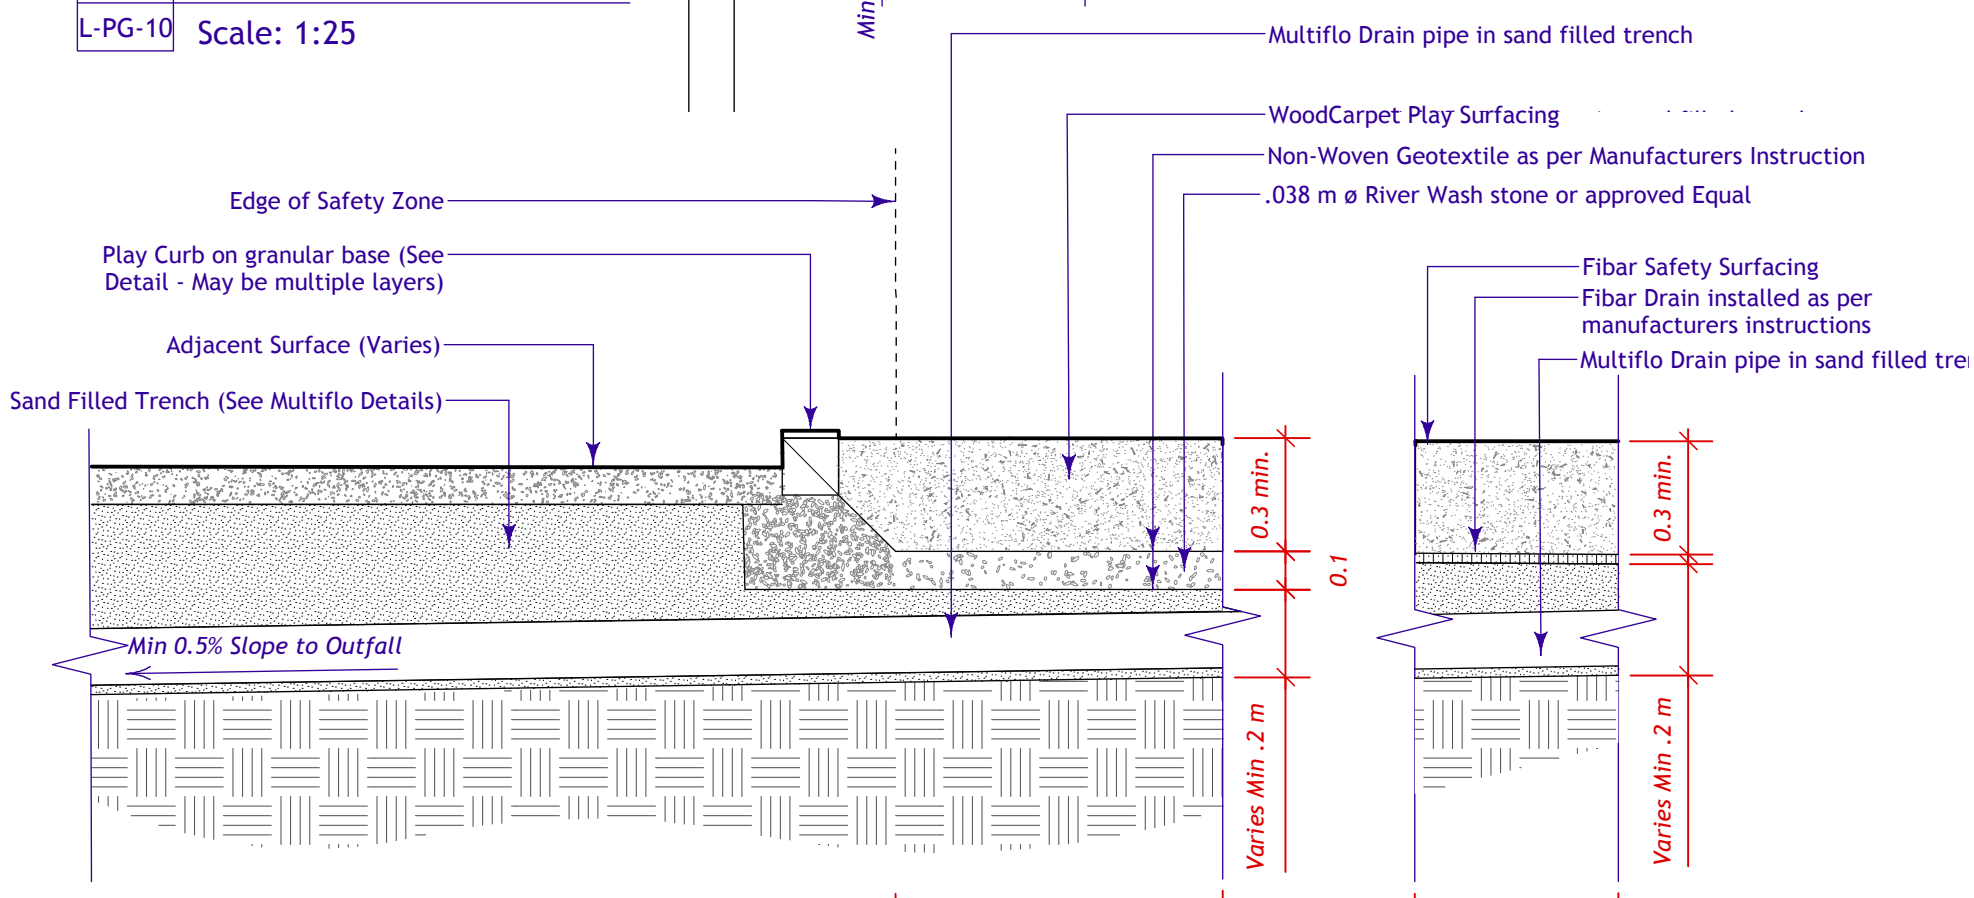 L-PG-10 Scale: 1:25
Min
Multiflo Drain pipe in sand filled trench
WoodCarpet Play Surfacing
Non-Woven Geotextile as per Manufacturers Instruction
.038 m ø River Wash stone or approved Equal
Edge of Safety Zone
Play Curb on granular base (See
Detail - May be multiple layers)
Adjacent Surface (Varies)
Sand Filled Trench (See Multiflo Details)
Fibar Safety Surfacing
Fibar Drain installed as per
manufacturers instructions
Multiflo Drain pipe in sand filled tre
Min 0.5% Slope to Outfall
0.3 min.
0.1
Varies Min .2 m
0.3 min.
Varies Min .2 m